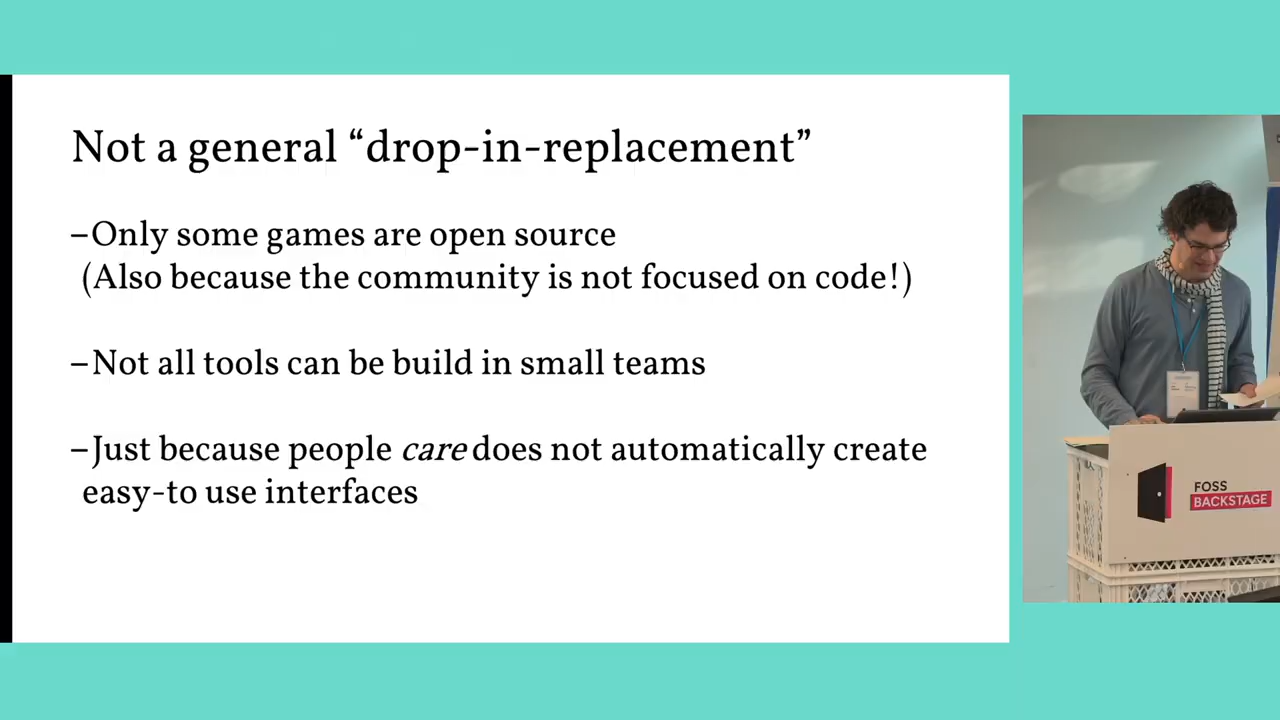 Not a general “drop-in-replacement”
–Only some games are open source
(Also because the community is not focused on code!)
–Not all tools can be build in small teams
–Just because people care does not automatically create
easy-to use interfaces
FOSS
BACKSTAGE